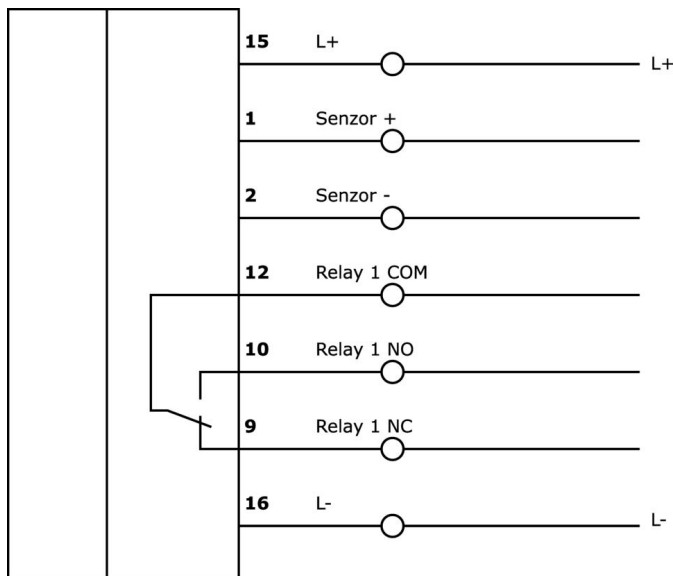 15 L+
L+
1 Senzor +
2 Senzor -
12 Relay 1 COM
10 Relay 1 NO
9 Relay 1 NC
16 L-
L-